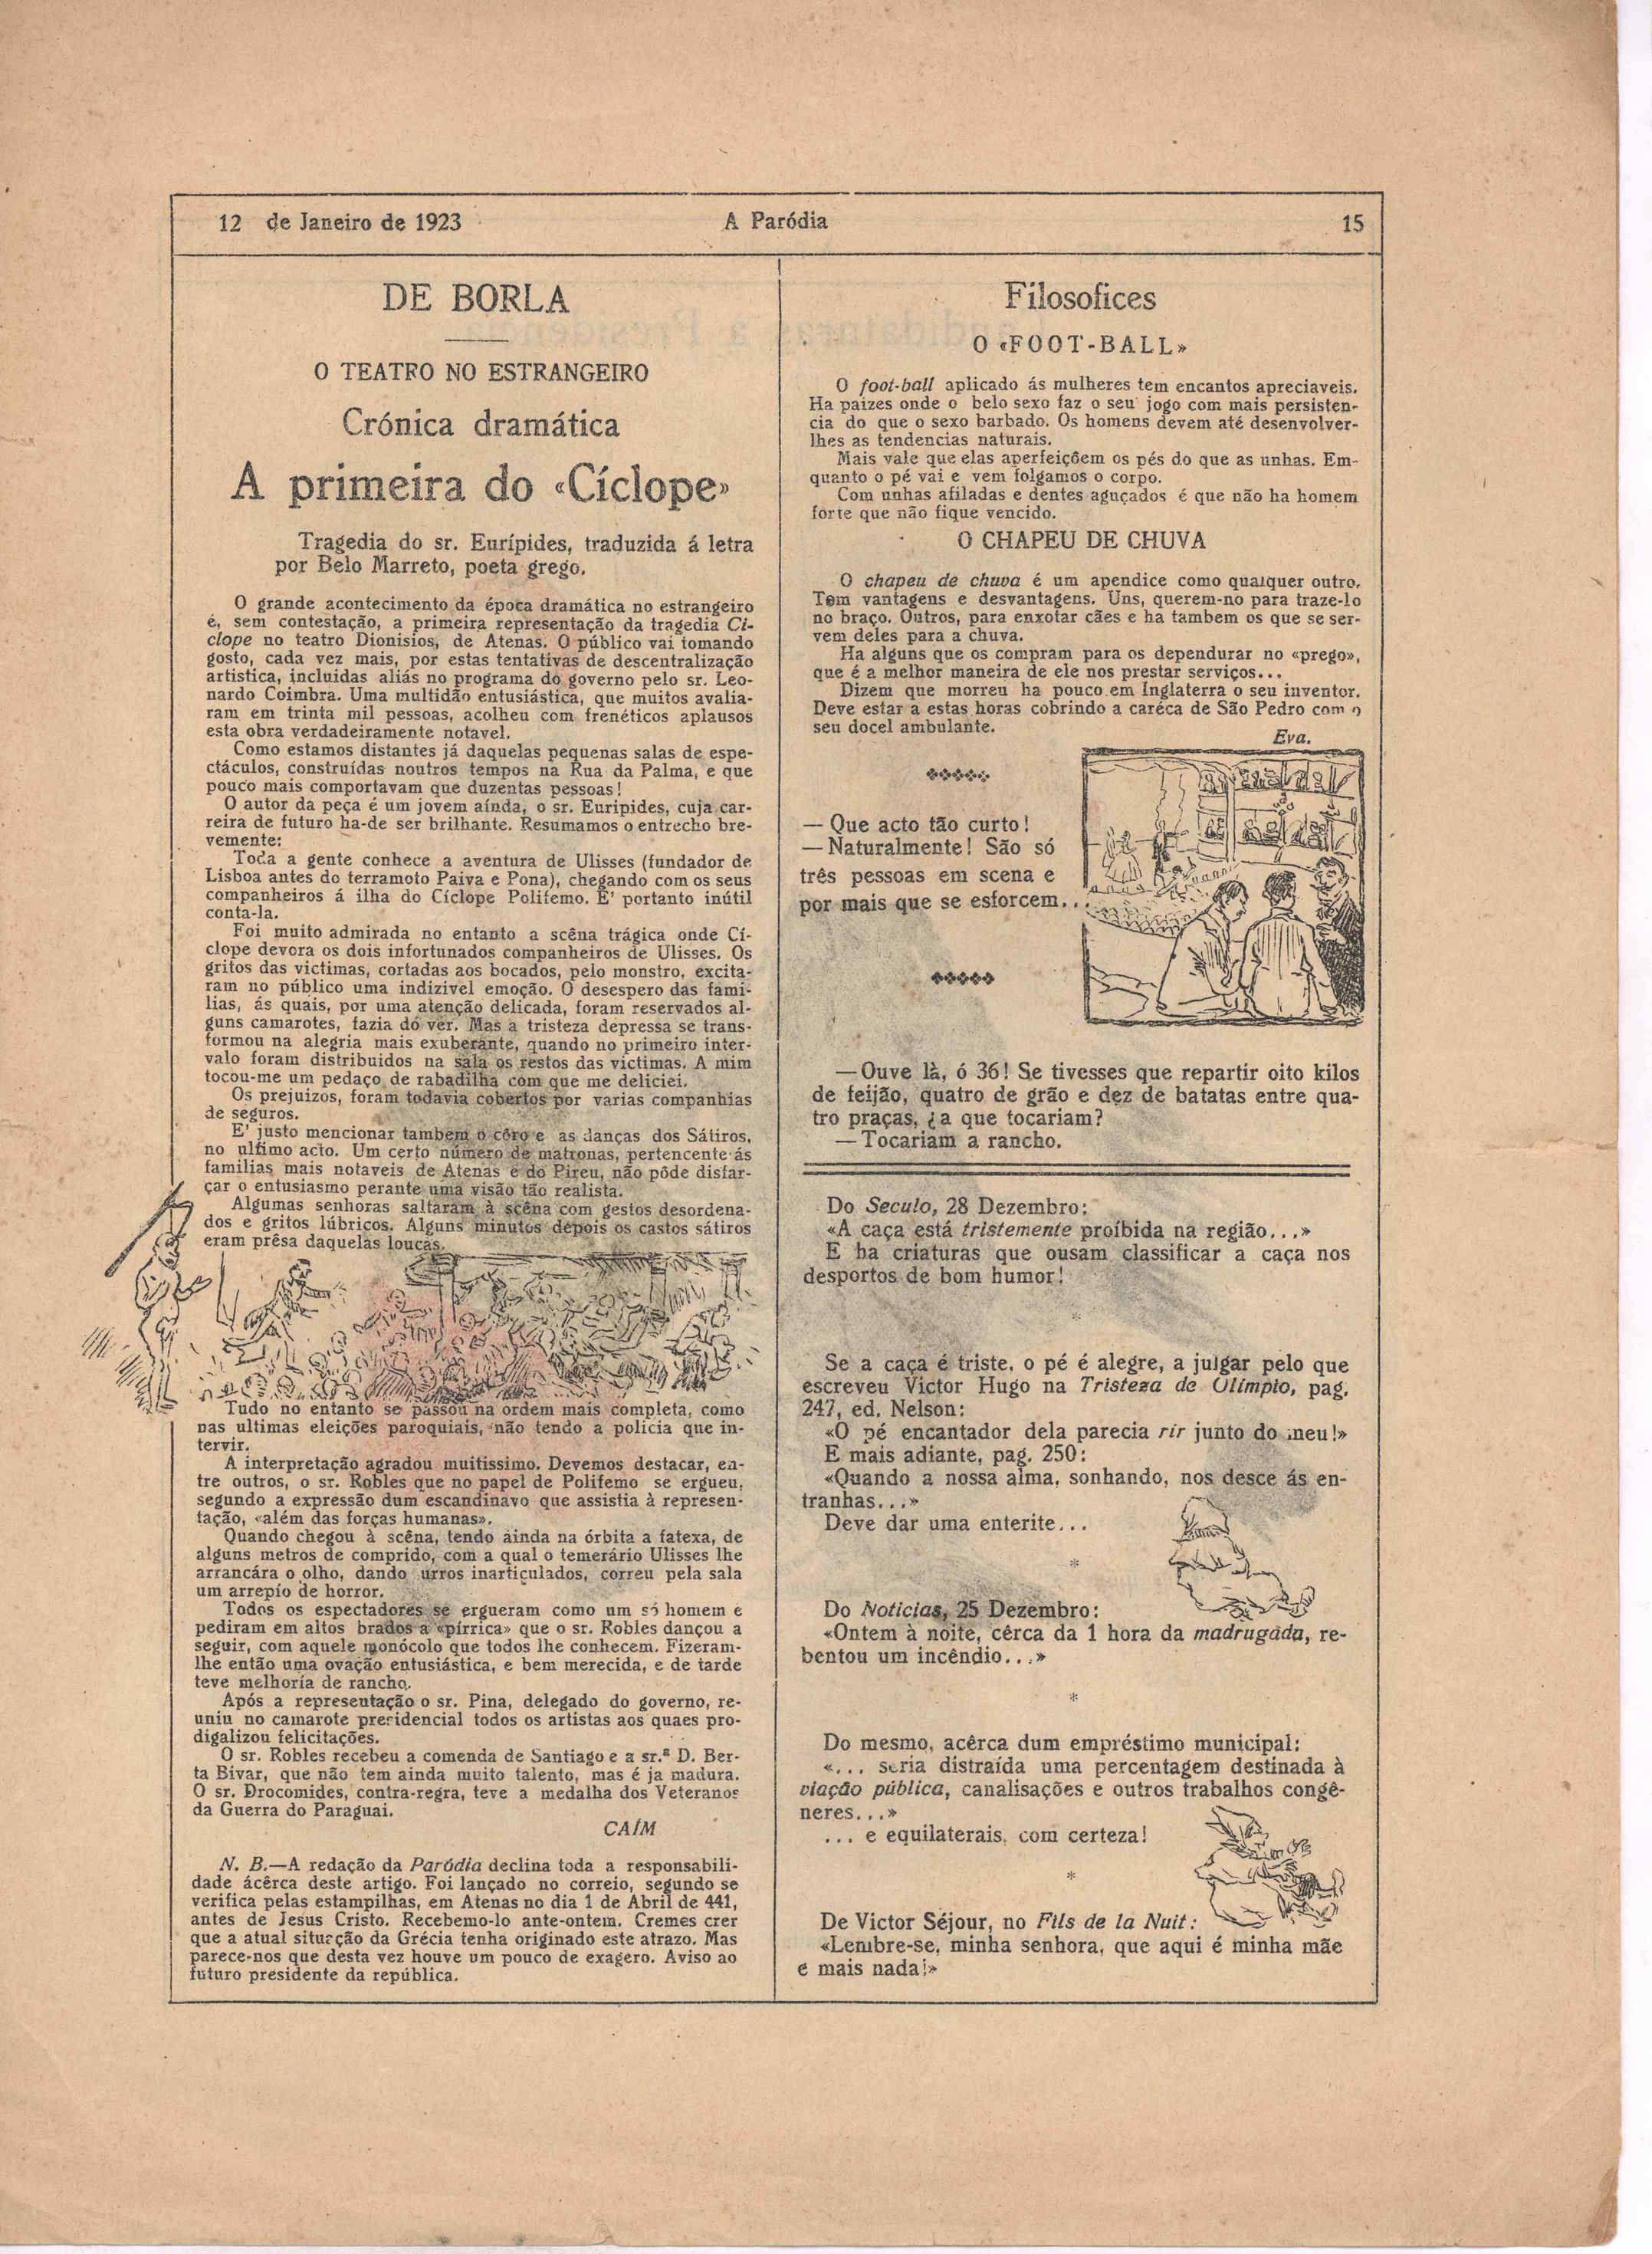 12 de Janeiro de 1923
A Paródia
15
DE BORLA
O TEATRO NO ESTRANGEIRO
Crónica dramática
A primeira do «Cíclope»
Tragedia do sr. Eurípides, traduzida á letra
por Belo Marreto, poeta grego.
O grande acontecimento da época dramática no estrangeiro
é, sem contestação, a primeira representação da tragedia Ci-
clope no teatro Dionisios, de Atenas. O público vai tomando
gosto, cada vez mais, por estas tentativas de descentralização
artistica, incluidas aliás no programa do governo pelo sr. Leo-
nardo Coimbra. Uma multidão entusiástica, que muitos avalia-
ram em trinta mil pessoas, acolheu com frenéticos aplausos
esta obra verdadeiramente notavel.
Como estamos distantes já daquelas pequenas salas de espe-
ctáculos, construídas noutros tempos na Rua da Palma, e que
pouco mais comportavam que duzentas pessoas!
O autor da peça é um jovem aínda, o sr. Euripides, cuja car-
reira de futuro ha-de ser brilhante. Resumamos o entrecho bre-
vemente:
Toda a gente conhece a aventura de Ulisses (fundador de
Lisboa antes do terramoto Paiva e Pona), chegando com os seus
companheiros á ilha do Cíclope Polifemo. E' portanto inútil
conta-la.
Foi muito admirada no entanto a scêna trágica onde Cí-
clope devora os dois infortunados companheiros de Ulisses. Os
gritos das victimas, cortadas aos bocados, pelo monstro, excita-
ram no público uma indizivel emoção. O desespero das fami-
lias, ás quais, por uma atenção delicada, foram reservados al-
guns camarotes, fazia dó ver. Mas a tristeza depressa se trans-
formou na alegria mais exuberante, quando no primeiro inter-
valo foram distribuidos na sala os restos das victimas. A mim
tocou-me um pedaço de rabadilha com que me deliciei.
Os prejuizos, foram todavia cobertos por varias companhias
de seguros.
E' justo mencionar tambem o côro e as danças dos Sátiros,
no ultimo acto. Um certo número de matronas, pertencente ás
familias mais notaveis de Atenas e do Pireu, não pôde disfar-
çar o entusiasmo perante uma visão tão realista.
Algumas senhoras saltaram à scêna com gestos desordena-
dos e gritos lúbricos. Alguns minutos depois os castos sátiros
eram prêsa daquelas loucas.
Tudo no entanto se passou na ordem mais completa, como
nas ultimas eleições paroquiais, não tendo a policia que in-
tervir.
A interpretação agradou muitissimo. Devemos destacar, en-
tre outros, o sr. Robles que no papel de Polifemo se ergueu,
segundo a expressão dum escandinavo que assistia à represen-
tação, «além das forças humanas».
Quando chegou à scêna, tendo ainda na órbita a fatexa, de
alguns metros de comprido, com a qual o temerário Ulisses lhe
arrancára o olho, dando urros inarticulados, correu pela sala
um arrepio de horror.
Todos os espectadores se ergueram como um só homem e
pediram em altos brados a «pírrica» que o sr. Robles dançou a
seguir, com aquele monócolo que todos lhe conhecem. Fizeram-
lhe então uma ovação entusiástica, e bem merecida, e de tarde
teve melhoría de rancho.
Após a representação o sr. Pina, delegado do governo, re-
uniu no camarote presidencial todos os artistas aos quaes pro-
digalizou felicitações.
O sr. Robles recebeu a comenda de Santiago e a sr.ª D. Ber-
ta Bivar, que não tem ainda muito talento, mas é ja madura.
O sr. Drocomides, contra-regra, teve a medalha dos Veteranos
da Guerra do Paraguai.
CAÍM
N. B.—A redação da Paródia declina toda a responsabili-
dade ácêrca deste artigo. Foi lançado no correio, segundo se
verifica pelas estampilhas, em Atenas no dia 1 de Abril de 441,
antes de Jesus Cristo. Recebemo-lo ante-ontem. Cremes crer
que a atual situação da Grécia tenha originado este atrazo. Mas
parece-nos que desta vez houve um pouco de exagero. Aviso ao
futuro presidente da república.
Filosofices
O «FOOT-BALL»
O foot-ball aplicado ás mulheres tem encantos apreciaveis.
Ha paizes onde o belo sexo faz o seu jogo com mais persisten-
cia do que o sexo barbado. Os homens devem até desenvolver-
lhes as tendencias naturais.
Mais vale que elas aperfeiçõem os pés do que as unhas. Em-
quanto o pé vai e vem folgamos o corpo.
Com unhas afiladas e dentes aguçados é que não ha homem
forte que não fique vencido.
O CHAPEU DE CHUVA
O chapeu de chuva é um apendice como qualquer outro.
Tem vantagens e desvantagens. Uns, querem-no para traze-lo
no braço. Outros, para enxotar cães e ha tambem os que se ser-
vem deles para a chuva.
Ha alguns que os compram para os dependurar no «prego»,
que é a melhor maneira de ele nos prestar serviços...
Dizem que morreu ha pouco em Inglaterra o seu inventor.
Deve estar a estas horas cobrindo a caréca de São Pedro com o
seu docel ambulante.
Eva.
— Que acto tão curto!
— Naturalmente! São só
três pessoas em scena e
por mais que se esforcem...
—Ouve là, ó 36! Se tivesses que repartir oito kilos
de feijão, quatro de grão e dez de batatas entre qua-
tro praças, ¿a que tocariam?
—Tocariam a rancho.
Do Seculo, 28 Dezembro:
«A caça está tristemente proíbida na região...»
E ha criaturas que ousam classificar a caça nos
desportos de bom humor!
*
Se a caça é triste, o pé é alegre, a julgar pelo que
escreveu Victor Hugo na Tristeza de Olimpio, pag.
247, ed. Nelson:
«O pé encantador dela parecia rir junto do meu!»
E mais adiante, pag. 250:
«Quando a nossa alma, sonhando, nos desce ás en-
tranhas...»
Deve dar uma enterite...
*
Do Noticias, 25 Dezembro:
«Ontem à noite, cêrca da 1 hora da madrugada, re-
bentou um incêndio...»
*
Do mesmo, acêrca dum empréstimo municipal:
«... seria distraída uma percentagem destinada à
viação pública, canalisações e outros trabalhos congê-
neres...»
... e equilaterais, com certeza!
*
De Victor Séjour, no Fils de la Nuit:
«Lembre-se, minha senhora, que aqui é minha mãe
e mais nada!»